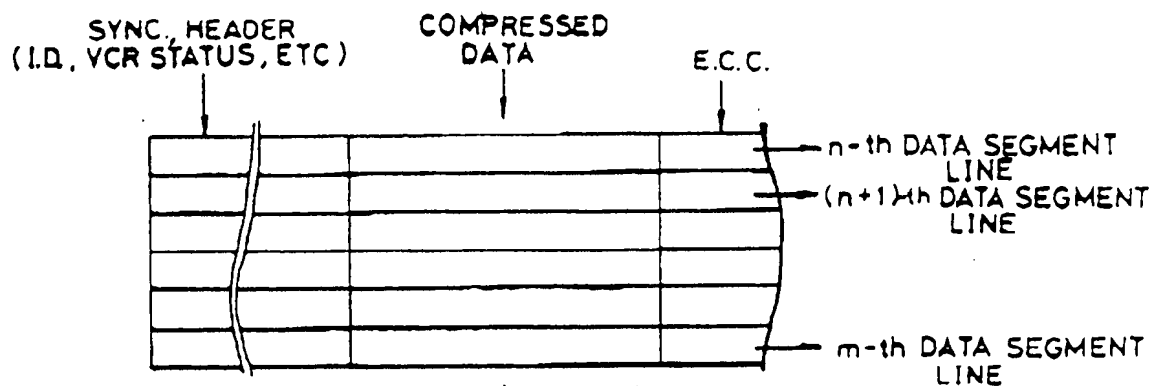 SYNC., HEADER
(I.D., VCR STATUS, ETC)
COMPRESSED
DATA
E.C.C.
n-th DATA SEGMENT
LINE
(n+1)-th DATA SEGMENT
LINE
m-th DATA SEGMENT
LINE